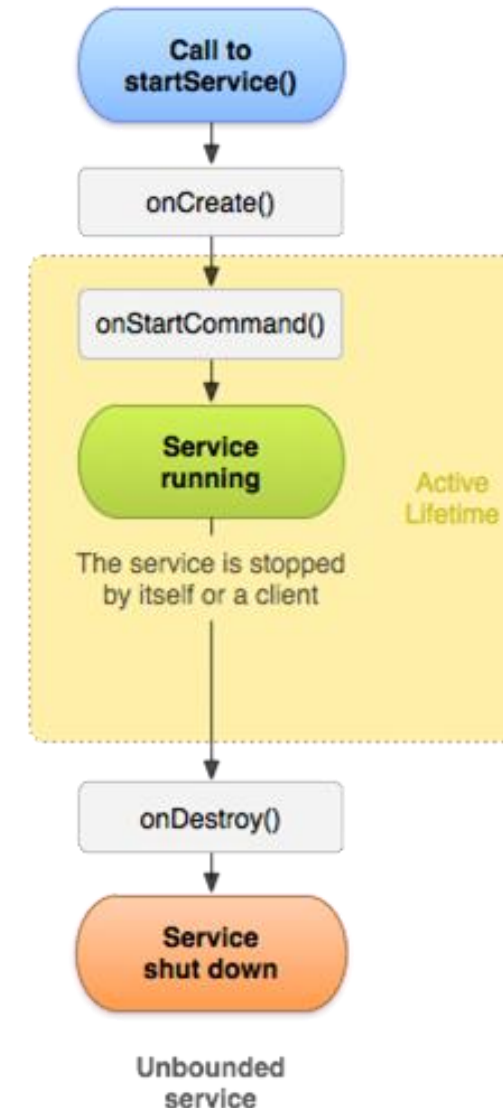 Call to
startService()
onCreate()
onStartCommand()
Service
running
Active
Lifetime
The service is stopped
by itself or a client
onDestroy()
Service
shut down
Unbounded
service